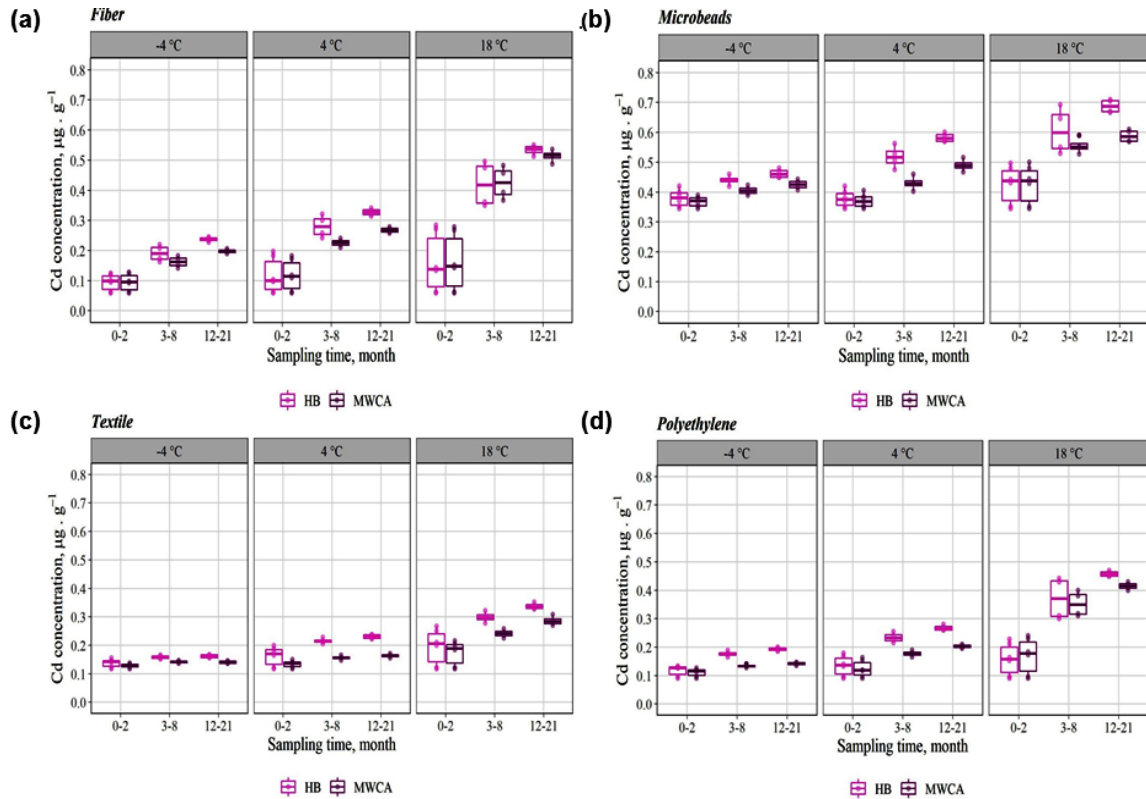 (a) Fiber
-4 °C 4 °C 18 °C
0.8
0.7
0.6
0.5
0.4
0.3
0.2
0.1
0.0
Cd concentration, µg . g⁻¹
0-2 3-8 12-21 0-2 3-8 12-21 0-2 3-8 12-21
Sampling time, month
HB MWCA
(b) Microbeads
-4 °C 4 °C 18 °C
0.8
0.7
0.6
0.5
0.4
0.3
0.2
0.1
0.0
Cd concentration, µg . g⁻¹
0-2 3-8 12-21 0-2 3-8 12-21 0-2 3-8 12-21
Sampling time, month
HB MWCA
(c) Textile
-4 °C 4 °C 18 °C
0.8
0.7
0.6
0.5
0.4
0.3
0.2
0.1
0.0
Cd concentration, µg . g⁻¹
0-2 3-8 12-21 0-2 3-8 12-21 0-2 3-8 12-21
Sampling time, month
HB MWCA
(d) Polyethylene
-4 °C 4 °C 18 °C
0.8
0.7
0.6
0.5
0.4
0.3
0.2
0.1
0.0
Cd concentration, µg . g⁻¹
0-2 3-8 12-21 0-2 3-8 12-21 0-2 3-8 12-21
Sampling time, month
HB MWCA